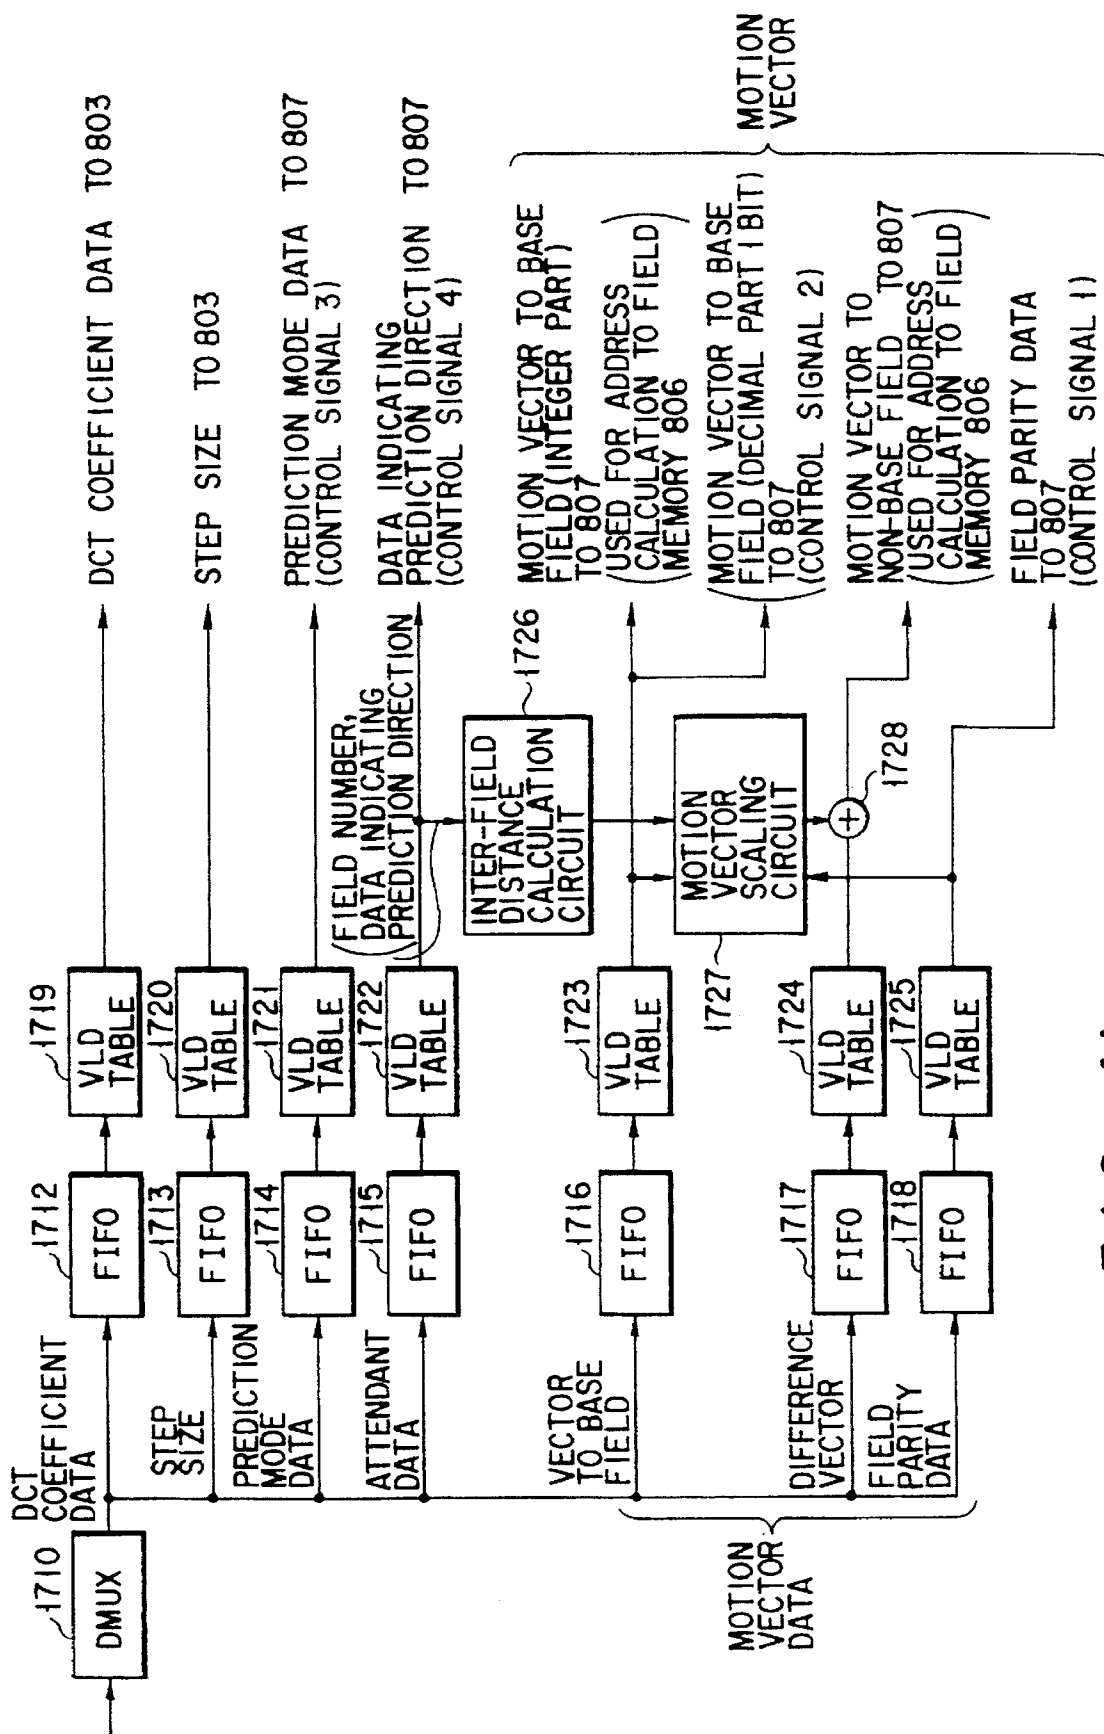 1710
DMUX
DCT
COEFFICIENT
DATA
1712
FIFO
1719
VLD
TABLE
DCT COEFFICIENT DATA TO 803
STEP
SIZE
1713
FIFO
1720
VLD
TABLE
STEP SIZE TO 803
PREDICTION
MODE
DATA
1714
FIFO
1721
VLD
TABLE
PREDICTION MODE DATA TO 807
(CONTROL SIGNAL 3)
ATTENDANT
DATA
1715
FIFO
1722
VLD
TABLE
(FIELD NUMBER,
DATA INDICATING
PREDICTION DIRECTION)
DATA INDICATING
PREDICTION DIRECTION TO 807
(CONTROL SIGNAL 4)
INTER-FIELD
DISTANCE
CALCULATION
CIRCUIT
1726
VECTOR
TO BASE
FIELD
1716
FIFO
1723
VLD
TABLE
MOTION VECTOR TO BASE
FIELD (INTEGER PART)
TO 807
(USED FOR ADDRESS
CALCULATION TO FIELD
MEMORY 806)
MOTION VECTOR TO BASE
FIELD (DECIMAL PART 1 BIT)
TO 807
(CONTROL SIGNAL 2)
MOTION
VECTOR
SCALING
CIRCUIT
1727
MOTION
VECTOR
DATA
DIFFERENCE
VECTOR
1717
FIFO
1724
VLD
TABLE
1728
+
MOTION VECTOR TO
NON-BASE FIELD TO 807
(USED FOR ADDRESS
CALCULATION TO FIELD
MEMORY 806)
FIELD
PARITY
DATA
1718
FIFO
1725
VLD
TABLE
FIELD PARITY DATA
TO 807
(CONTROL SIGNAL 1)
MOTION
VECTOR